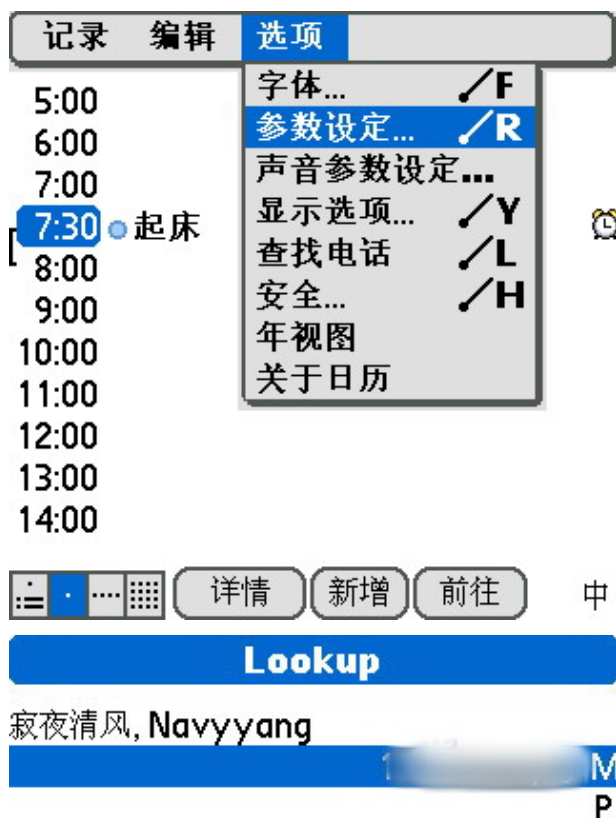 记录 编辑 选项
字体... /F
参数设定... /R
声音参数设定...
显示选项... /Y
查找电话 /L
安全... /H
年视图
关于日历
5:00
6:00
7:00
7:30 起床
8:00
9:00
10:00
11:00
12:00
13:00
14:00
详情 新增 前往 中
Lookup
寂夜清风, Navyyang
1 M
P